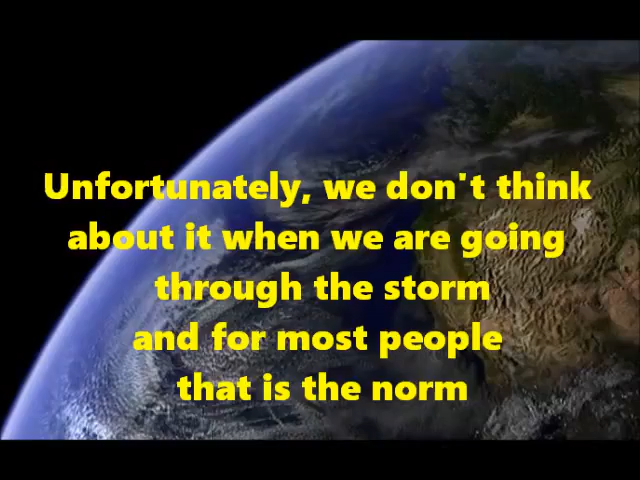 Unfortunately, we don't think
about it when we are going
through the storm
and for most people
that is the norm